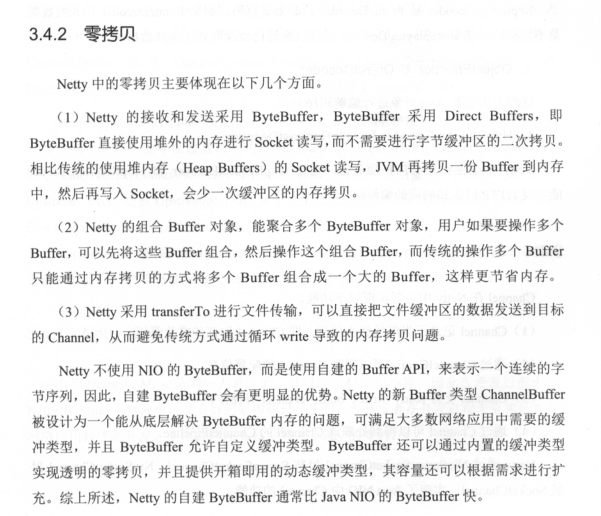 3.4.2 零拷贝
Netty 中的零拷贝主要体现在以下几个方面。
（1）Netty 的接收和发送采用 ByteBuffer，ByteBuffer 采用 Direct Buffers，即
ByteBuffer 直接使用堆外的内存进行 Socket 读写，而不需要进行字节缓冲区的二次拷贝。
相比传统的使用堆内存（Heap Buffers）的 Socket 读写，JVM 再拷贝一份 Buffer 到内存
中，然后再写入 Socket，会少一次缓冲区的内存拷贝。
（2）Netty 的组合 Buffer 对象，能聚合多个 ByteBuffer 对象，用户如果要操作多个
Buffer，可以先将这些 Buffer 组合，然后操作这个组合 Buffer，而传统的操作多个 Buffer
只能通过内存拷贝的方式将多个 Buffer 组合成一个大的 Buffer，这样更节省内存。
（3）Netty 采用 transferTo 进行文件传输，可以直接把文件缓冲区的数据发送到目标
的 Channel，从而避免传统方式通过循环 write 导致的内存拷贝问题。
Netty 不使用 NIO 的 ByteBuffer，而是使用自建的 Buffer API，来表示一个连续的字
节序列，因此，自建 ByteBuffer 会有更明显的优势。Netty 的新 Buffer 类型 ChannelBuffer
被设计为一个能从底层解决 ByteBuffer 内存的问题，可满足大多数网络应用中需要的缓
冲类型，并且 ByteBuffer 允许自定义缓冲类型。ByteBuffer 还可以通过内置的缓冲类型
实现透明的零拷贝，并且提供开箱即用的动态缓冲类型，其容量还可以根据需求进行扩
充。综上所述，Netty 的自建 ByteBuffer 通常比 Java NIO 的 ByteBuffer 快。